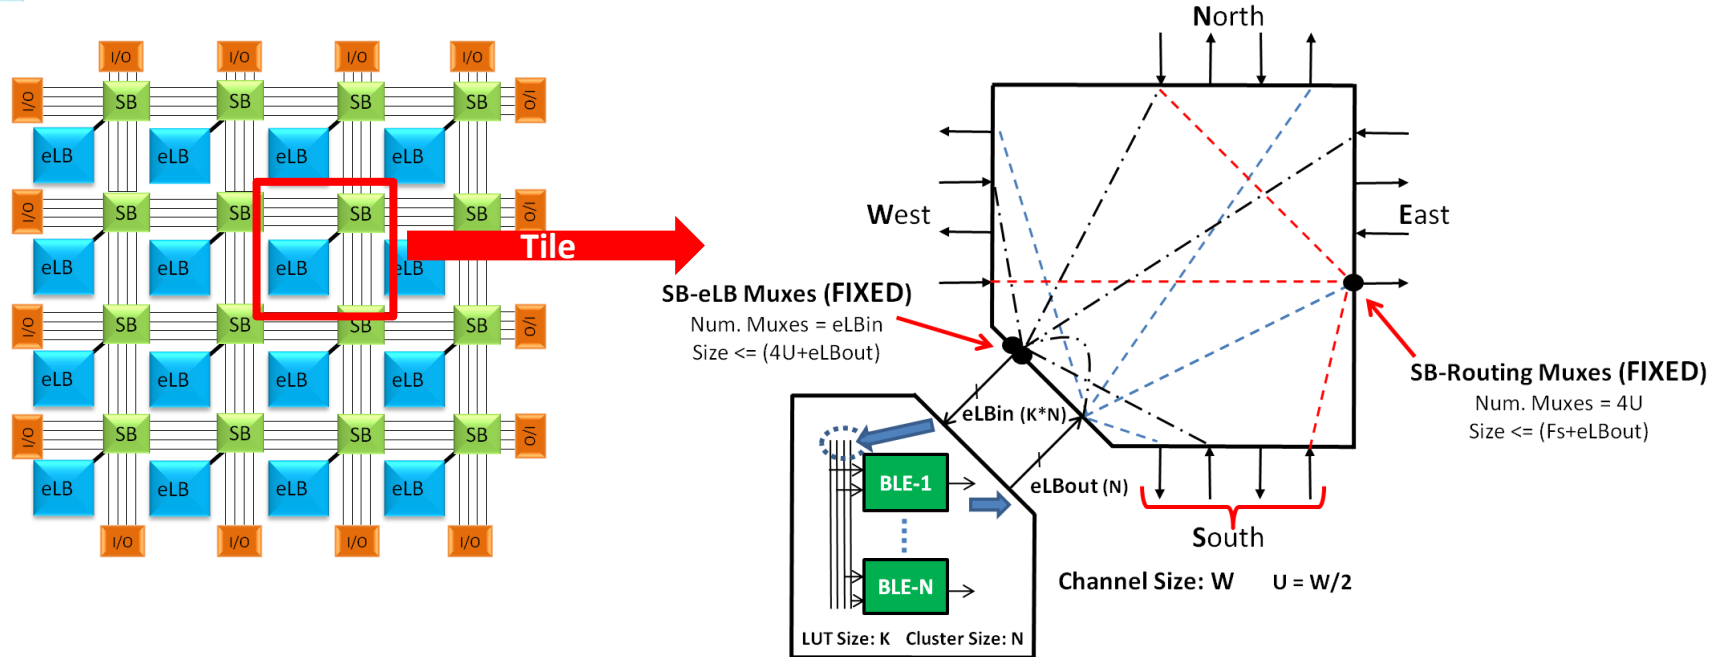 I/O I/O I/O I/O
I/O SB SB SB SB I/O
eLB eLB eLB eLB
I/O SB SB SB SB I/O
eLB eLB eLB eLB
I/O SB SB SB SB I/O
eLB eLB eLB eLB
I/O SB SB SB SB I/O
eLB eLB eLB eLB
I/O I/O I/O I/O
Tile
North
West
East
SB-eLB Muxes (FIXED)
Num. Muxes = eLBin
Size <= (4U+eLBout)
SB-Routing Muxes (FIXED)
Num. Muxes = 4U
Size <= (Fs+eLBout)
eLBin (K*N)
eLBout (N)
BLE-1
BLE-N
LUT Size: K Cluster Size: N
South
Channel Size: W U = W/2